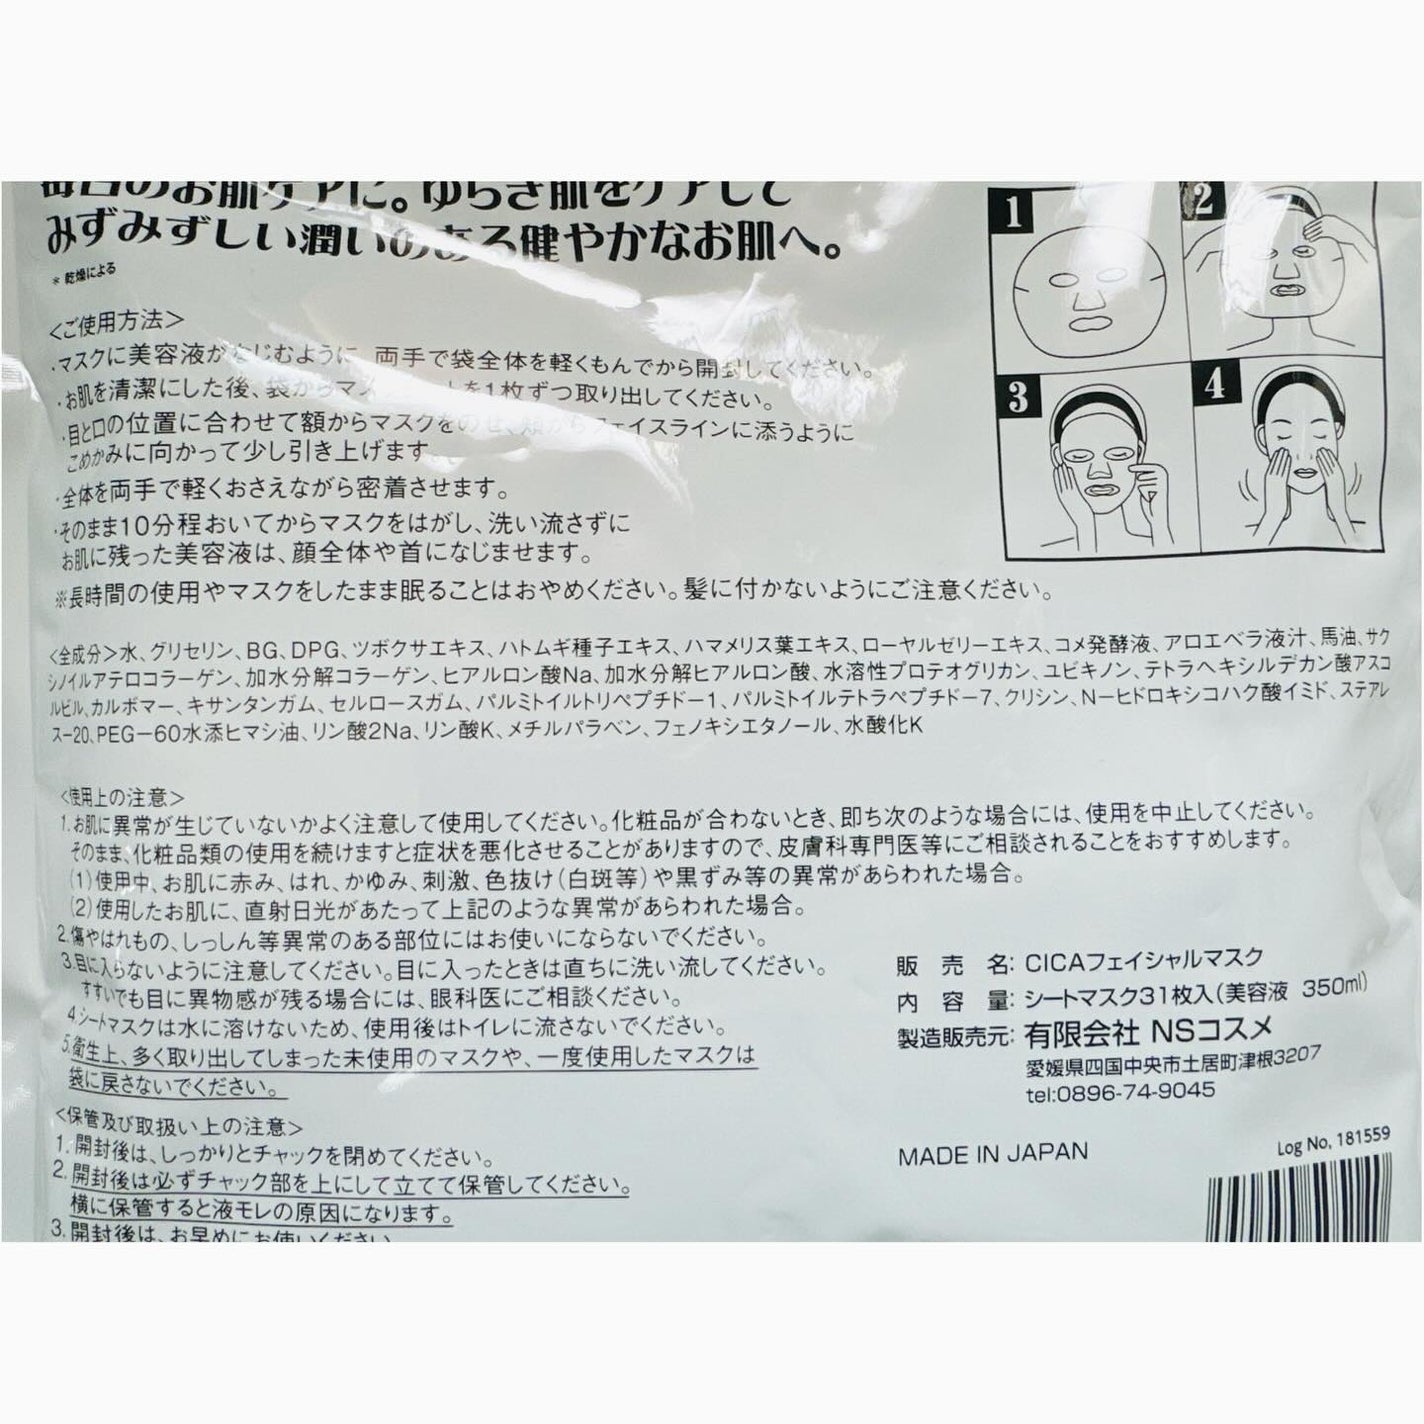 毎日のお肌ケアに。ゆらぎ肌をケアして
みずみずしい潤いのある健やかなお肌へ。
＊乾燥による
<ご使用方法>
・マスクに美容液がなじむように、両手で袋全体を軽くもんでから開封してください。
・お肌を清潔にした後、袋からマス を1枚ずつ取り出してください。
・目と口の位置に合わせて額からマスクをのせ、頬からフェイスラインに添うように
こめかみに向かって少し引き上げます。
・全体を両手で軽くおさえながら密着させます。
・そのまま10分程おいてからマスクをはがし、洗い流さずに
お肌に残った美容液は、顔全体や首になじませます。
※長時間の使用やマスクをしたまま眠ることはおやめください。髪に付かないようにご注意ください。
1
2
3
4
<全成分>水、グリセリン、BG、DPG、ツボクサエキス、ハトムギ種子エキス、ハマメリス葉エキス、ローヤルゼリーエキス、コメ発酵液、アロエベラ液汁、馬油、サク
シノイルアテロコラーゲン、加水分解コラーゲン、ヒアルロン酸Na、加水分解ヒアルロン酸、水溶性プロテオグリカン、ユビキノン、テトラヘキシルデカン酸アスコ
ルビル、カルボマー、キサンタンガム、セルロースガム、パルミトイルトリペプチドー1、パルミトイルテトラペプチドー7、クリシン、Nーヒドロキシコハク酸イミド、ステアレ
スー20、PEGー60水添ヒマシ油、リン酸2Na、リン酸K、メチルパラベン、フェノキシエタノール、水酸化K
<使用上の注意>
1.お肌に異常が生じていないかよく注意して使用してください。化粧品が合わないとき、即ち次のような場合には、使用を中止してください。
そのまま、化粧品類の使用を続けますと症状を悪化させることがありますので、皮膚科専門医等にご相談されることをおすすめします。
(1)使用中、お肌に赤み、はれ、かゆみ、刺激、色抜け(白斑等)や黒ずみ等の異常があらわれた場合。
(2)使用したお肌に、直射日光があたって上記のような異常があらわれた場合。
2.傷やはれもの、しっしん等異常のある部位にはお使いにならないでください。
3.目に入らないように注意してください。目に入ったときは直ちに洗い流してください。
すすいでも目に異物感が残る場合には、眼科医にご相談ください。
4.シートマスクは水に溶けないため、使用後はトイレに流さないでください。
5.衛生上、多く取り出してしまった未使用のマスクや、一度使用したマスクは
袋に戻さないでください。
<保管及び取扱い上の注意>
1.開封後は、しっかりとチャックを閉めてください。
2.開封後は必ずチャック部を上にして立てて保管してください。
横に保管すると液モレの原因になります。
3.開封後は、お早めにお使いください
販売名:CICAフェイシャルマスク
内容量:シートマスク31枚入(美容液 350ml)
製造販売元:有限会社 NSコスメ
愛媛県四国中央市土居町津根3207
tel:0896-74-9045
MADE IN JAPAN
Log No, 181559